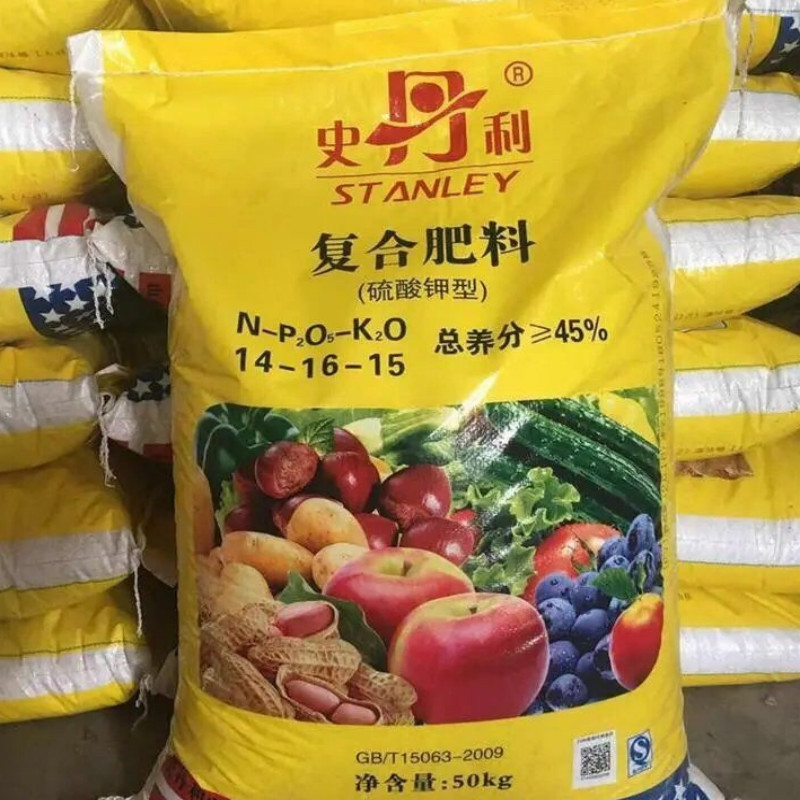 史丹利®
STANLEY
复合肥料
(硫酸钾型)
N-P₂O₅-K₂O
14-16-15
总养分≥45%
GB/T15063-2009
净含量:50kg